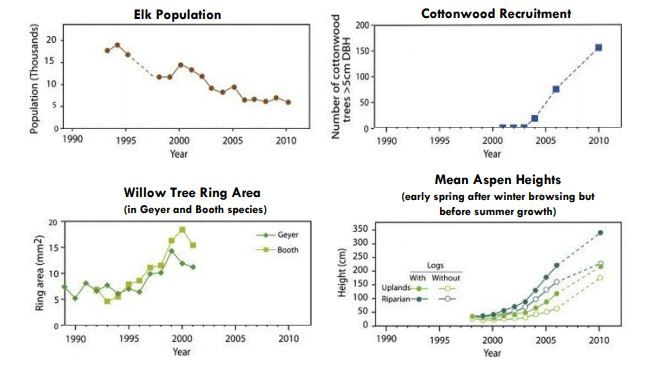 Elk Population
Population (Thousands)
20
15
10
5
0
1990
1995
2000
2005
2010
Year
Cottonwood Recruitment
Number of cottonwood
trees >5cm DBH
200
150
100
50
0
1990
1995
2000
2005
2010
Year
Willow Tree Ring Area
(in Geyer and Booth species)
Ring area (mm2)
20
15
10
5
0
Geyer
Booth
1990
1995
2000
2005
2010
Year
Mean Aspen Heights
(early spring after winter browsing but
before summer growth)
Height (cm)
350
300
250
200
150
100
50
0
Logs
With Without
Uplands
Riparian
1990
1995
2000
2005
2010
Year